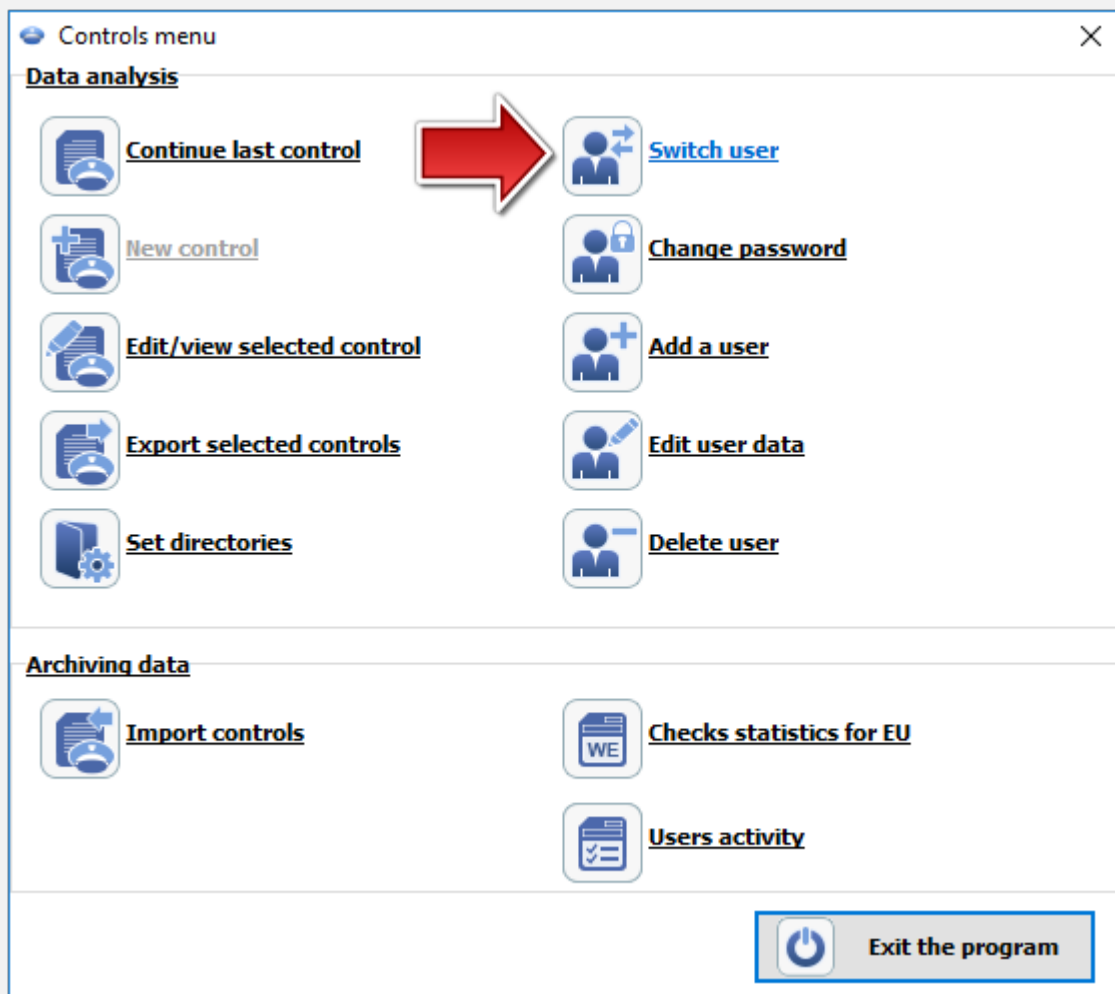 Controls menu
Data analysis
Continue last control
Switch user
New control
Change password
Edit/view selected control
Add a user
Export selected controls
Edit user data
Set directories
Delete user
Archiving data
Import controls
Checks statistics for EU
WE
Users activity
Exit the program